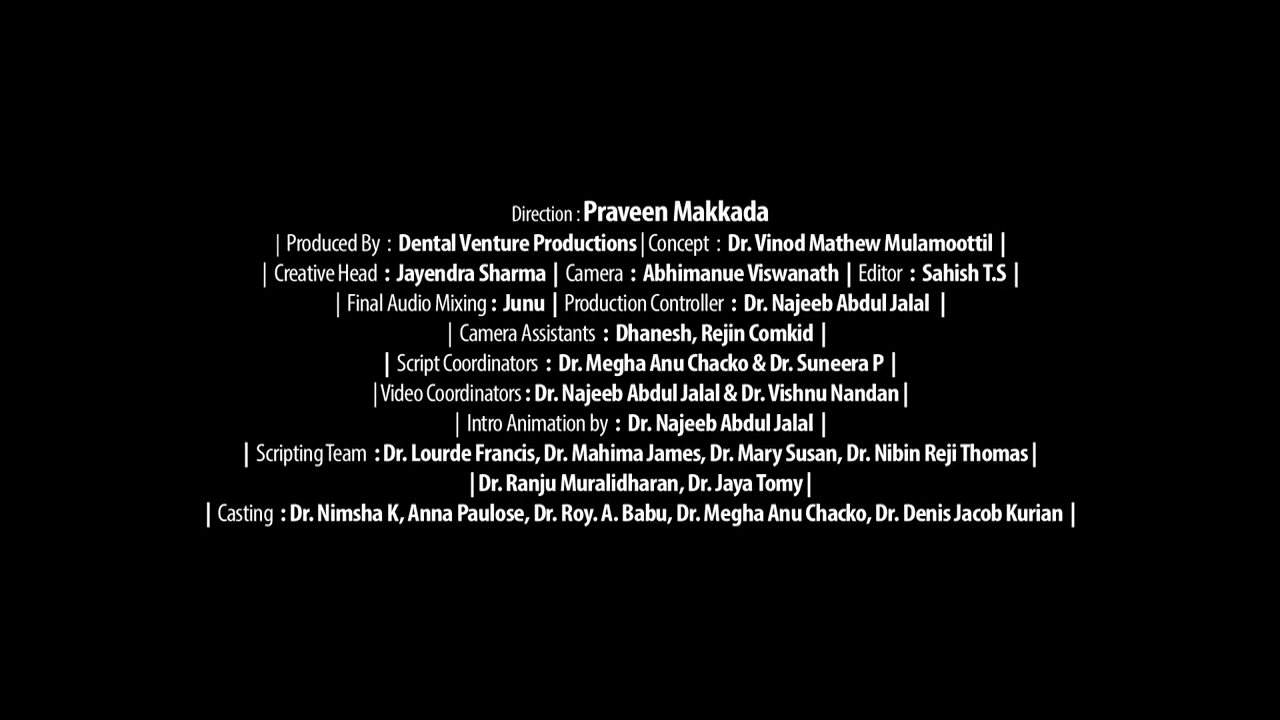 Direction : Praveen Makkada
| Produced By : Dental Venture Productions | Concept : Dr. Vinod Mathew Mulamoottil |
| Creative Head : Jayendra Sharma | Camera : Abhimanue Viswanath | Editor : Sahish T.S |
| Final Audio Mixing : Junu | Production Controller : Dr. Najeeb Abdul Jalal |
| Camera Assistants : Dhanesh, Rejin Comkid |
| Script Coordinators : Dr. Megha Anu Chacko & Dr. Suneera P |
| Video Coordinators : Dr. Najeeb Abdul Jalal & Dr. Vishnu Nandan |
| Intro Animation by : Dr. Najeeb Abdul Jalal |
| Scripting Team : Dr. Lourde Francis, Dr. Mahima James, Dr. Mary Susan, Dr. Nibin Reji Thomas |
| Dr. Ranju Muralidharan, Dr. Jaya Tomy |
| Casting : Dr. Nimsha K, Anna Paulose, Dr. Roy. A. Babu, Dr. Megha Anu Chacko, Dr. Denis Jacob Kurian |